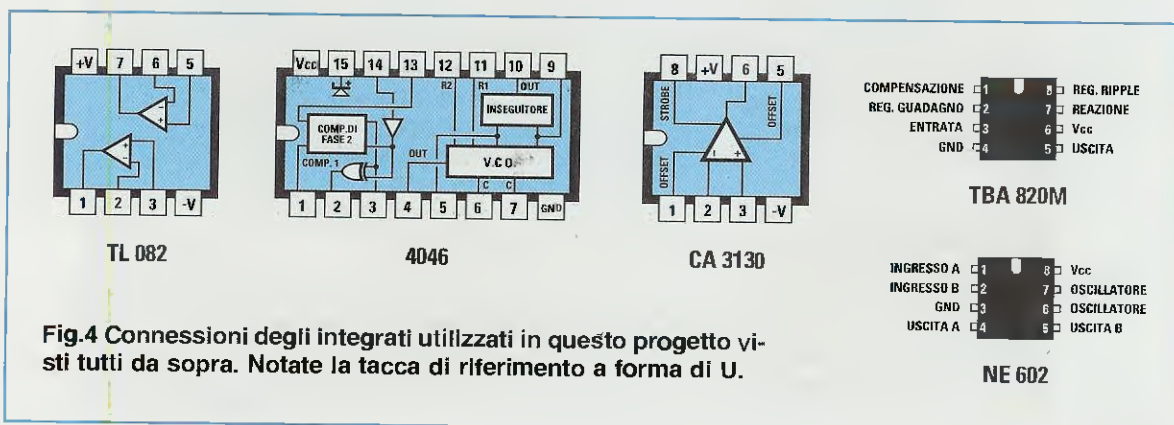 +V 7 6 5
1 2 3 -V
TL 082
Vcc 15 14 13 12 11 10 9
R2 R1 OUT
INSEGUITORE
COMP. DI
FASE 2
COMP. 1
OUT
V.C.O.
C C
1 2 3 4 5 6 7 GND
4046
8 +V 6 5
STROBE
OFFSET
OFFSET
1 2 3 -V
CA 3130
COMPENSAZIONE 1 8 REG. RIPPLE
REG. GUADAGNO 2 7 REAZIONE
ENTRATA 3 6 Vcc
GND 4 5 USCITA
TBA 820M
INGRESSO A 1 8 Vcc
INGRESSO B 2 7 OSCILLATORE
GND 3 6 OSCILLATORE
USCITA A 4 5 USCITA B
NE 602
Fig.4 Connessioni degli integrati utilizzati in questo progetto vi-
sti tutti da sopra. Notate la tacca di riferimento a forma di U.